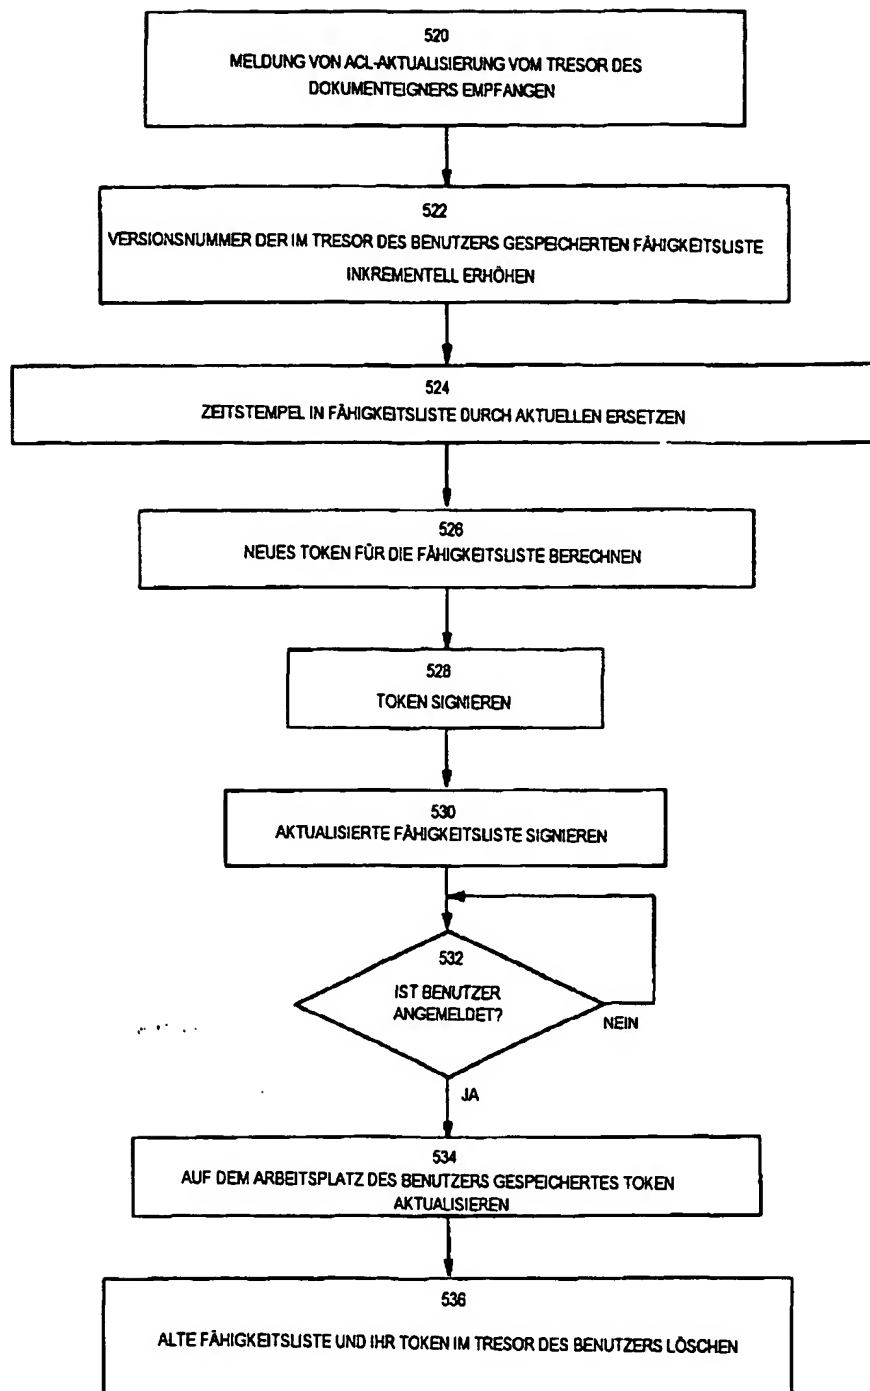 520
MELDUNG VON ACL-AKTUALISIERUNG VOM TRESOR DES
DOKUMENTEIGNERS EMPFANGEN
522
VERSIONSNUMMER DER IM TRESOR DES BENUTZERS GESPEICHERTEN FÄHIGKEITSLISTE
INKREMENTELL ERHÖHEN
524
ZEITSTEMPEL IN FÄHIGKEITSLISTE DURCH AKTUELLEN ERSETZEN
526
NEUES TOKEN FÜR DIE FÄHIGKEITSLISTE BERECHNEN
528
TOKEN SIGNIEREN
530
AKTUALISIERTE FÄHIGKEITSLISTE SIGNIEREN
532
IST BENUTZER
ANGEMELDET?
NEIN
JA
534
AUF DEM ARBEITSPLATZ DES BENUTZERS GESPEICHERTES TOKEN
AKTUALISIEREN
536
ALTE FÄHIGKEITSLISTE UND IHR TOKEN IM TRESOR DES BENUTZERS LÖSCHEN